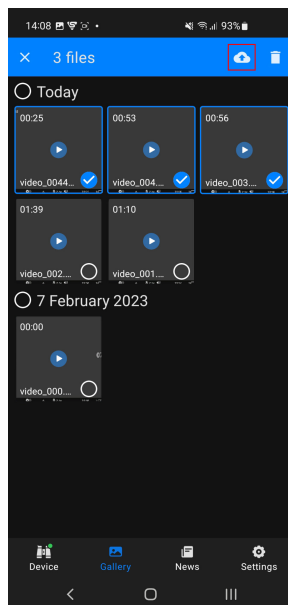 14:08 93%
3 files
Today
00:25 00:53 00:56
video_0044... video_004.... video_003....
01:39 01:10
video_002.... video_001....
7 February 2023
00:00
video_000....
Device Gallery News Settings